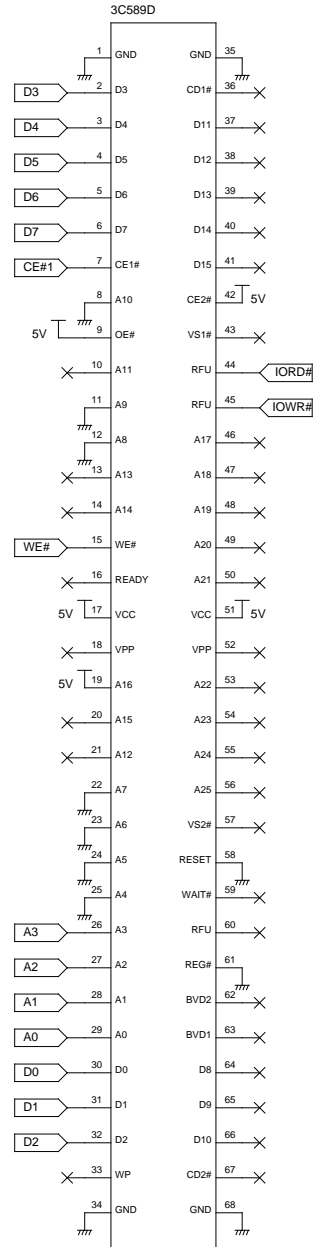 3C589D
1 GND GND 35
D3 2 D3 CD1# 36
D4 3 D4 D11 37
D5 4 D5 D12 38
D6 5 D6 D13 39
D7 6 D7 D14 40
CE#1 7 CE1# D15 41
8 A10 CE2# 42 5V
5V 9 OE# VS1# 43
10 A11 RFU 44 IORD#
11 A9 RFU 45 IOWR#
12 A8 A17 46
13 A13 A18 47
14 A14 A19 48
WE# 15 WE# A20 49
16 READY A21 50
5V 17 VCC VCC 51 5V
18 VPP VPP 52
5V 19 A16 A22 53
20 A15 A23 54
21 A12 A24 55
22 A7 A25 56
23 A6 VS2# 57
24 A5 RESET 58
25 A4 WAIT# 59
A3 26 A3 RFU 60
A2 27 A2 REG# 61
A1 28 A1 BVD2 62
A0 29 A0 BVD1 63
D0 30 D0 D8 64
D1 31 D1 D9 65
D2 32 D2 D10 66
33 WP CD2# 67
34 GND GND 68